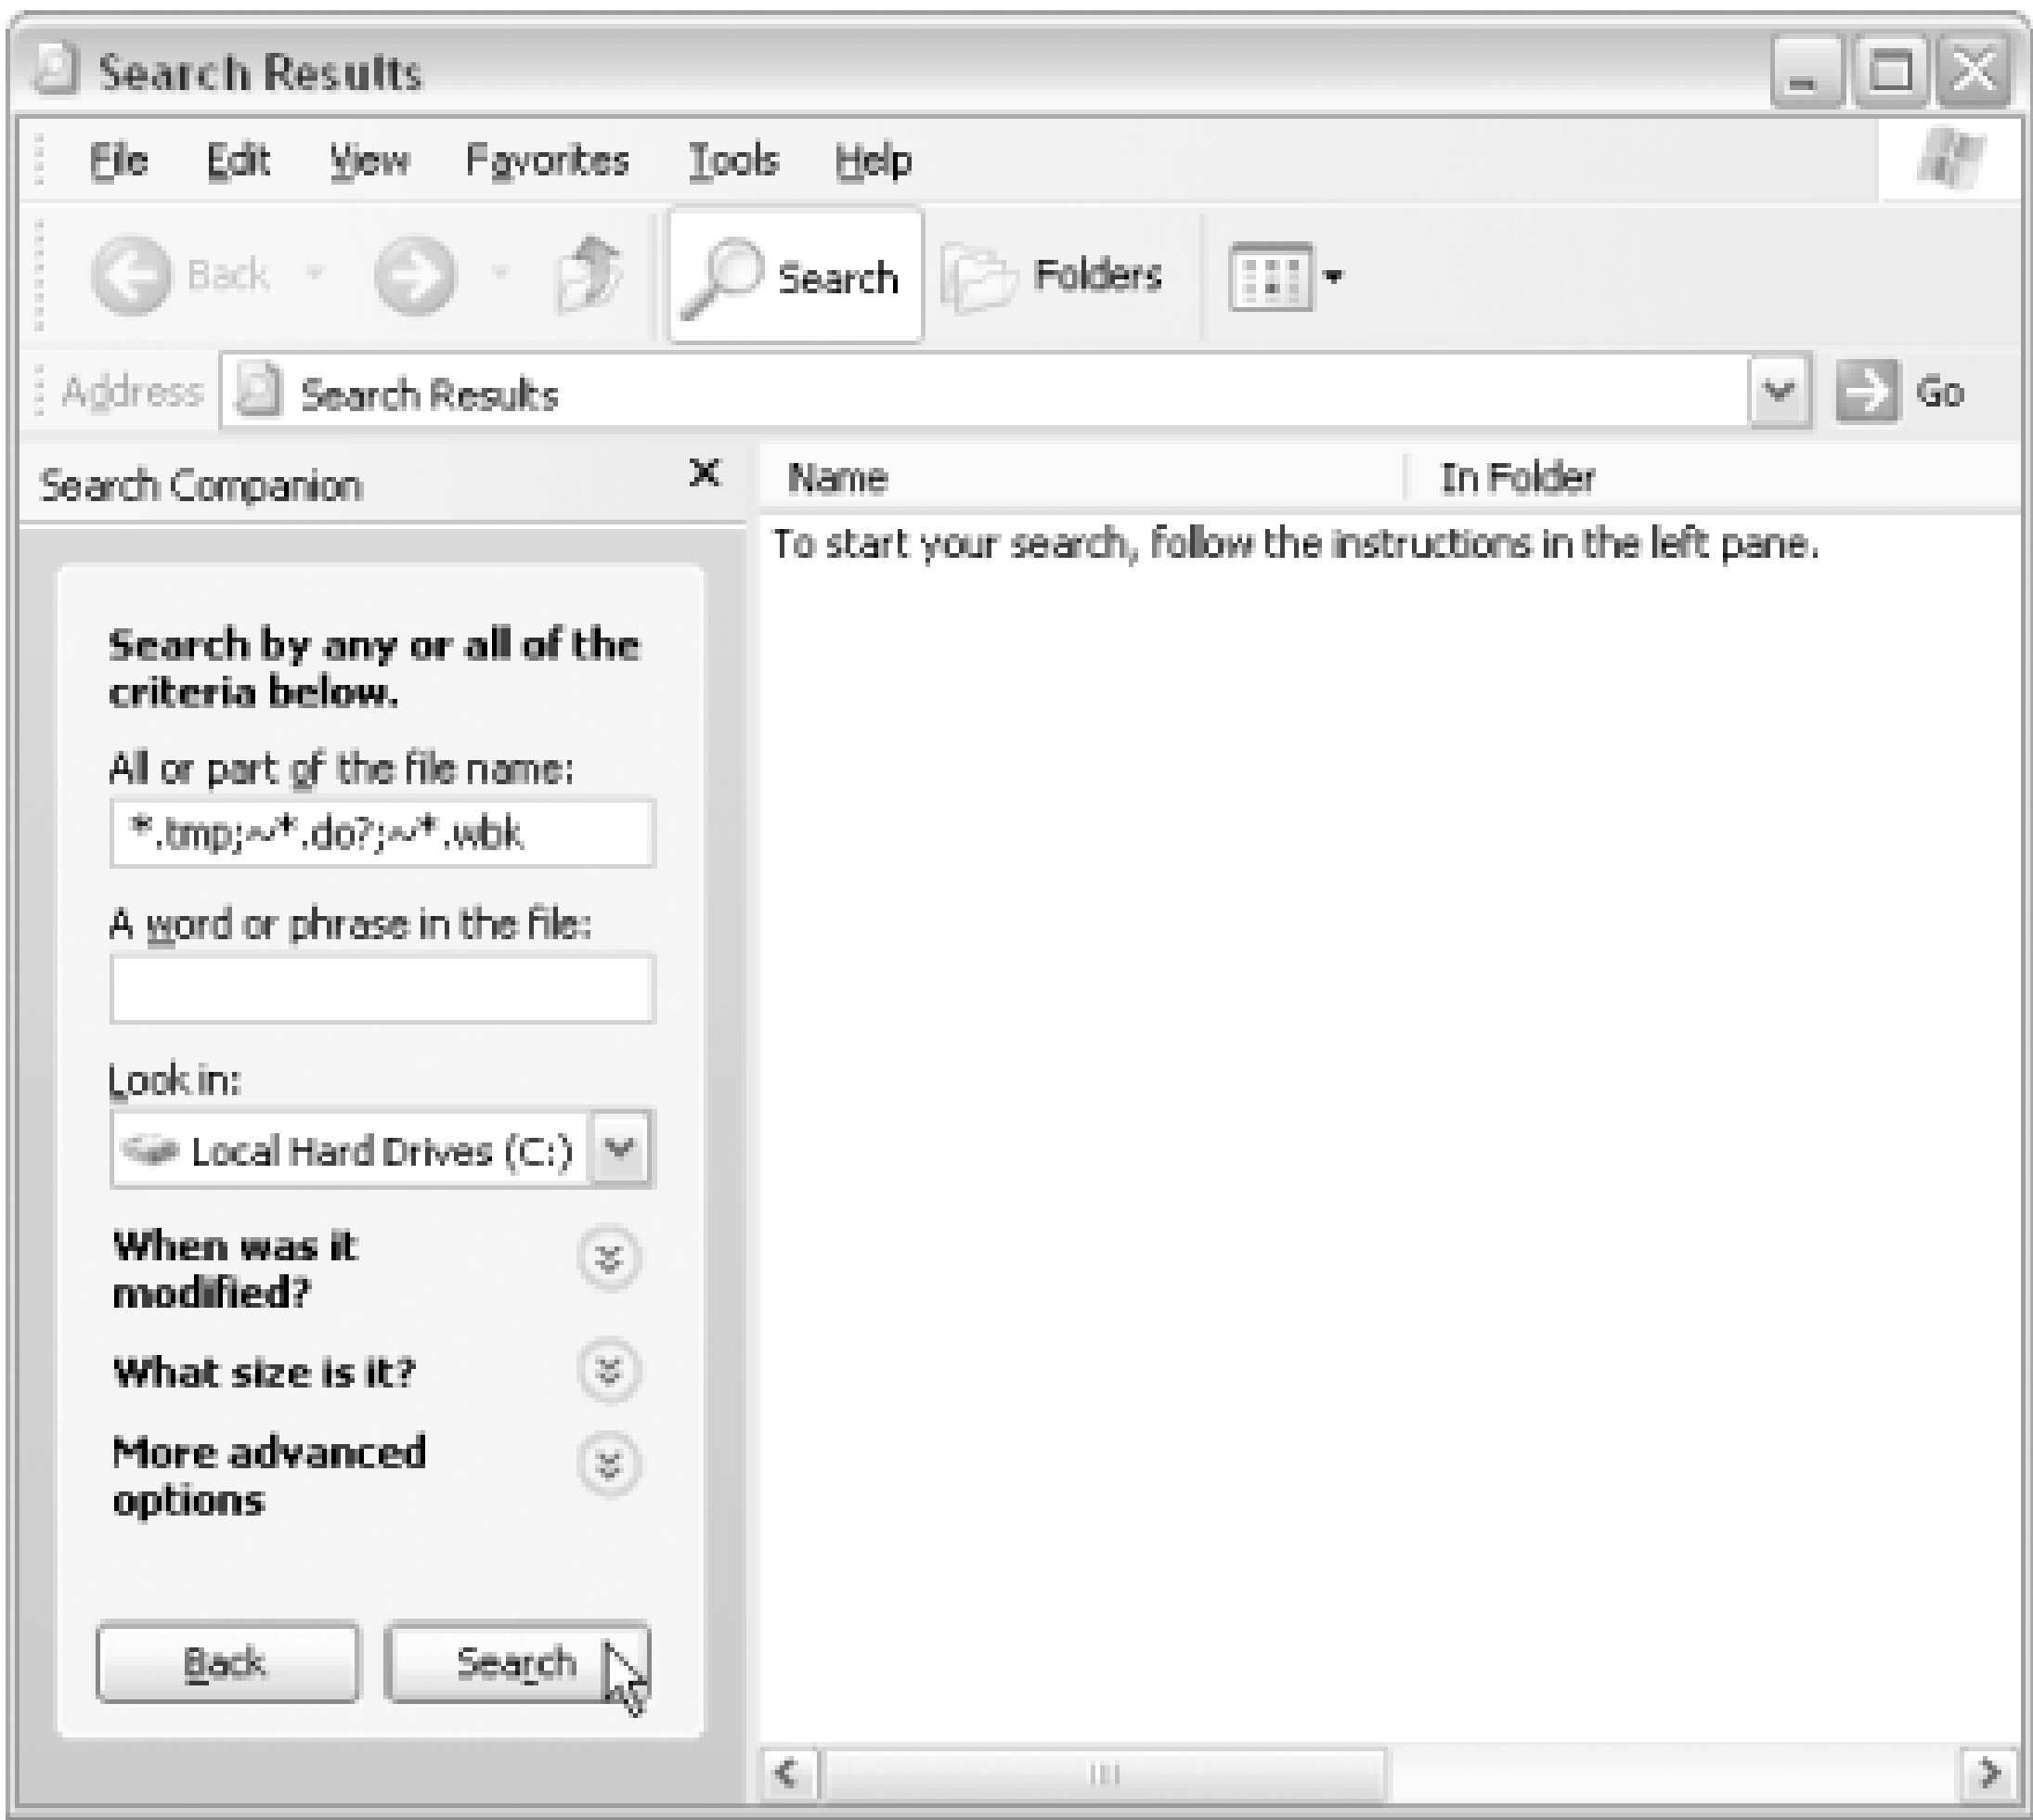 Search Results
File Edit View Favorites Tools Help
Back Search Folders
Address Search Results Go
Search Companion
Name In Folder
To start your search, follow the instructions in the left pane.
Search by any or all of the
criteria below.
All or part of the file name:
*.tmp;~*.do?;~*.wbk
A word or phrase in the file:
Look in:
Local Hard Drives (C:)
When was it
modified?
What size is it?
More advanced
options
Back Search